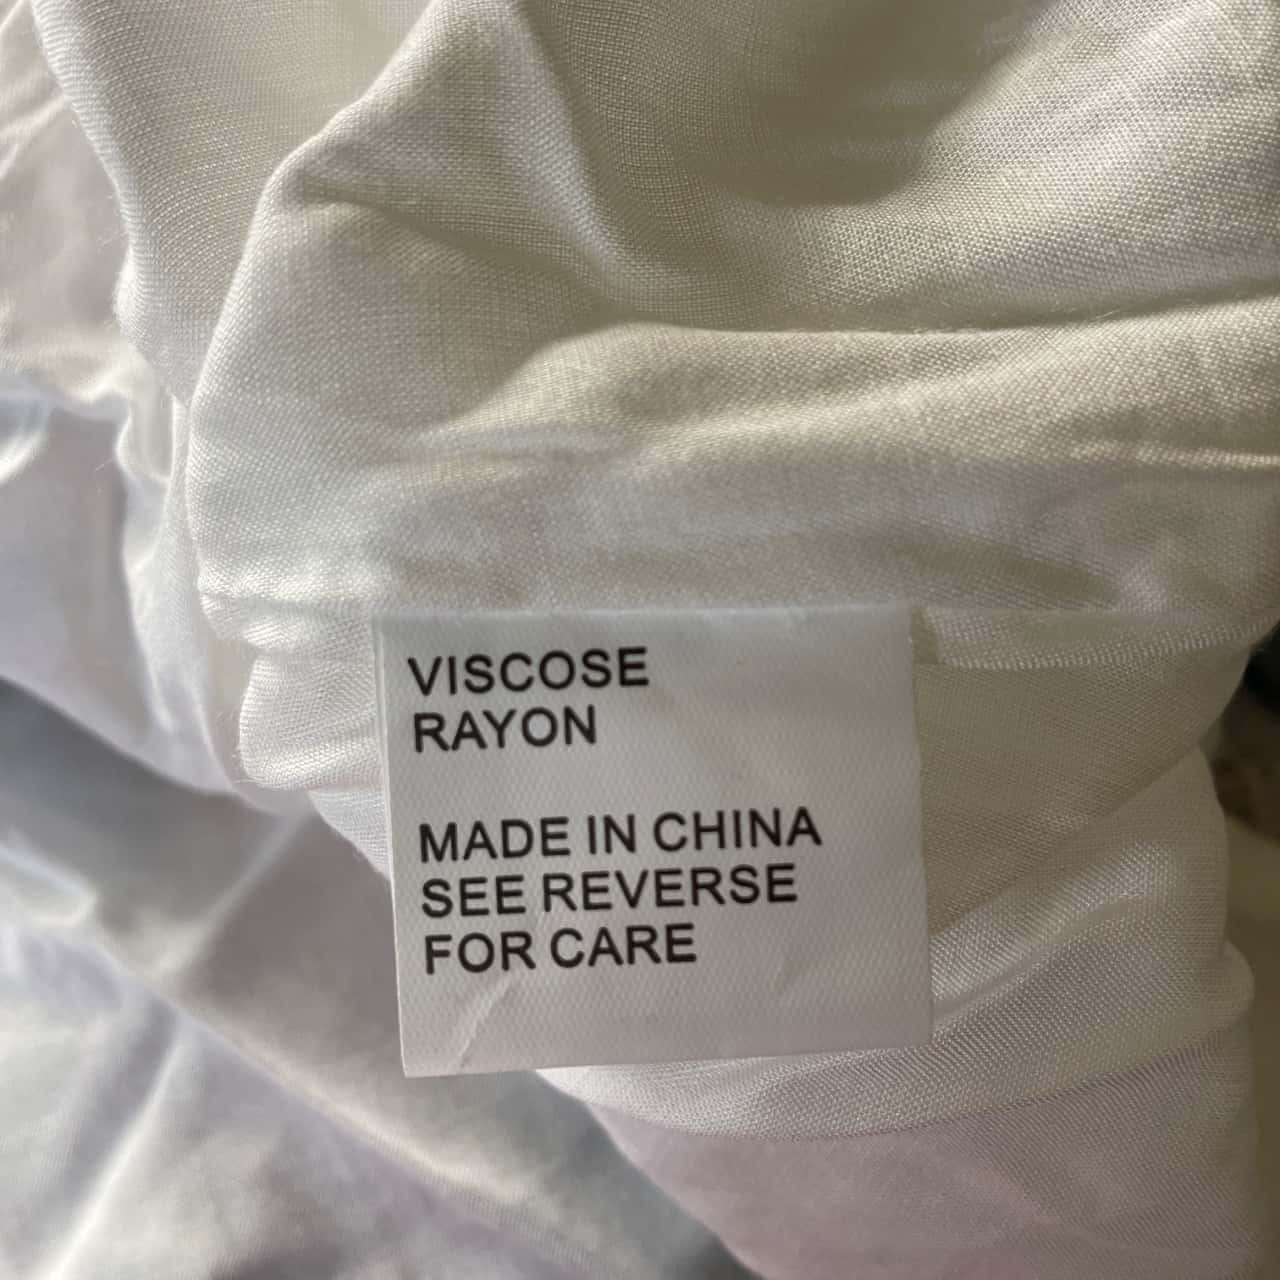 VISCOSE
RAYON
MADE IN CHINA
SEE REVERSE
FOR CARE